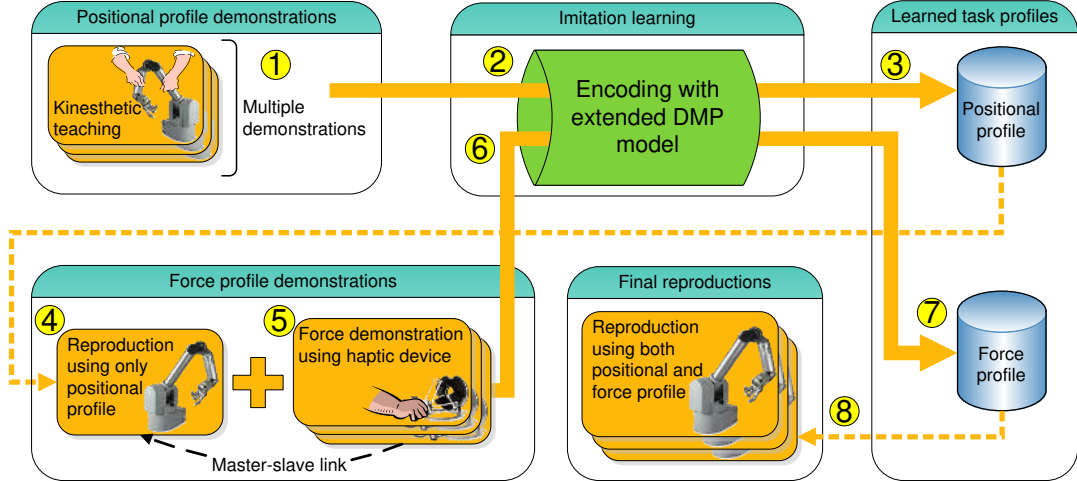 Positional profile demonstrations
Kinesthetic
teaching
1
Multiple
demonstrations
Imitation learning
2
Encoding with
extended DMP
model
6
Learned task profiles
3
Positional
profile
Force profile demonstrations
4
Reproduction
using only
positional
profile
5
Force demonstration
using haptic device
Master-slave link
Final reproductions
Reproduction
using both
positional and
force profile
8
7
Force
profile